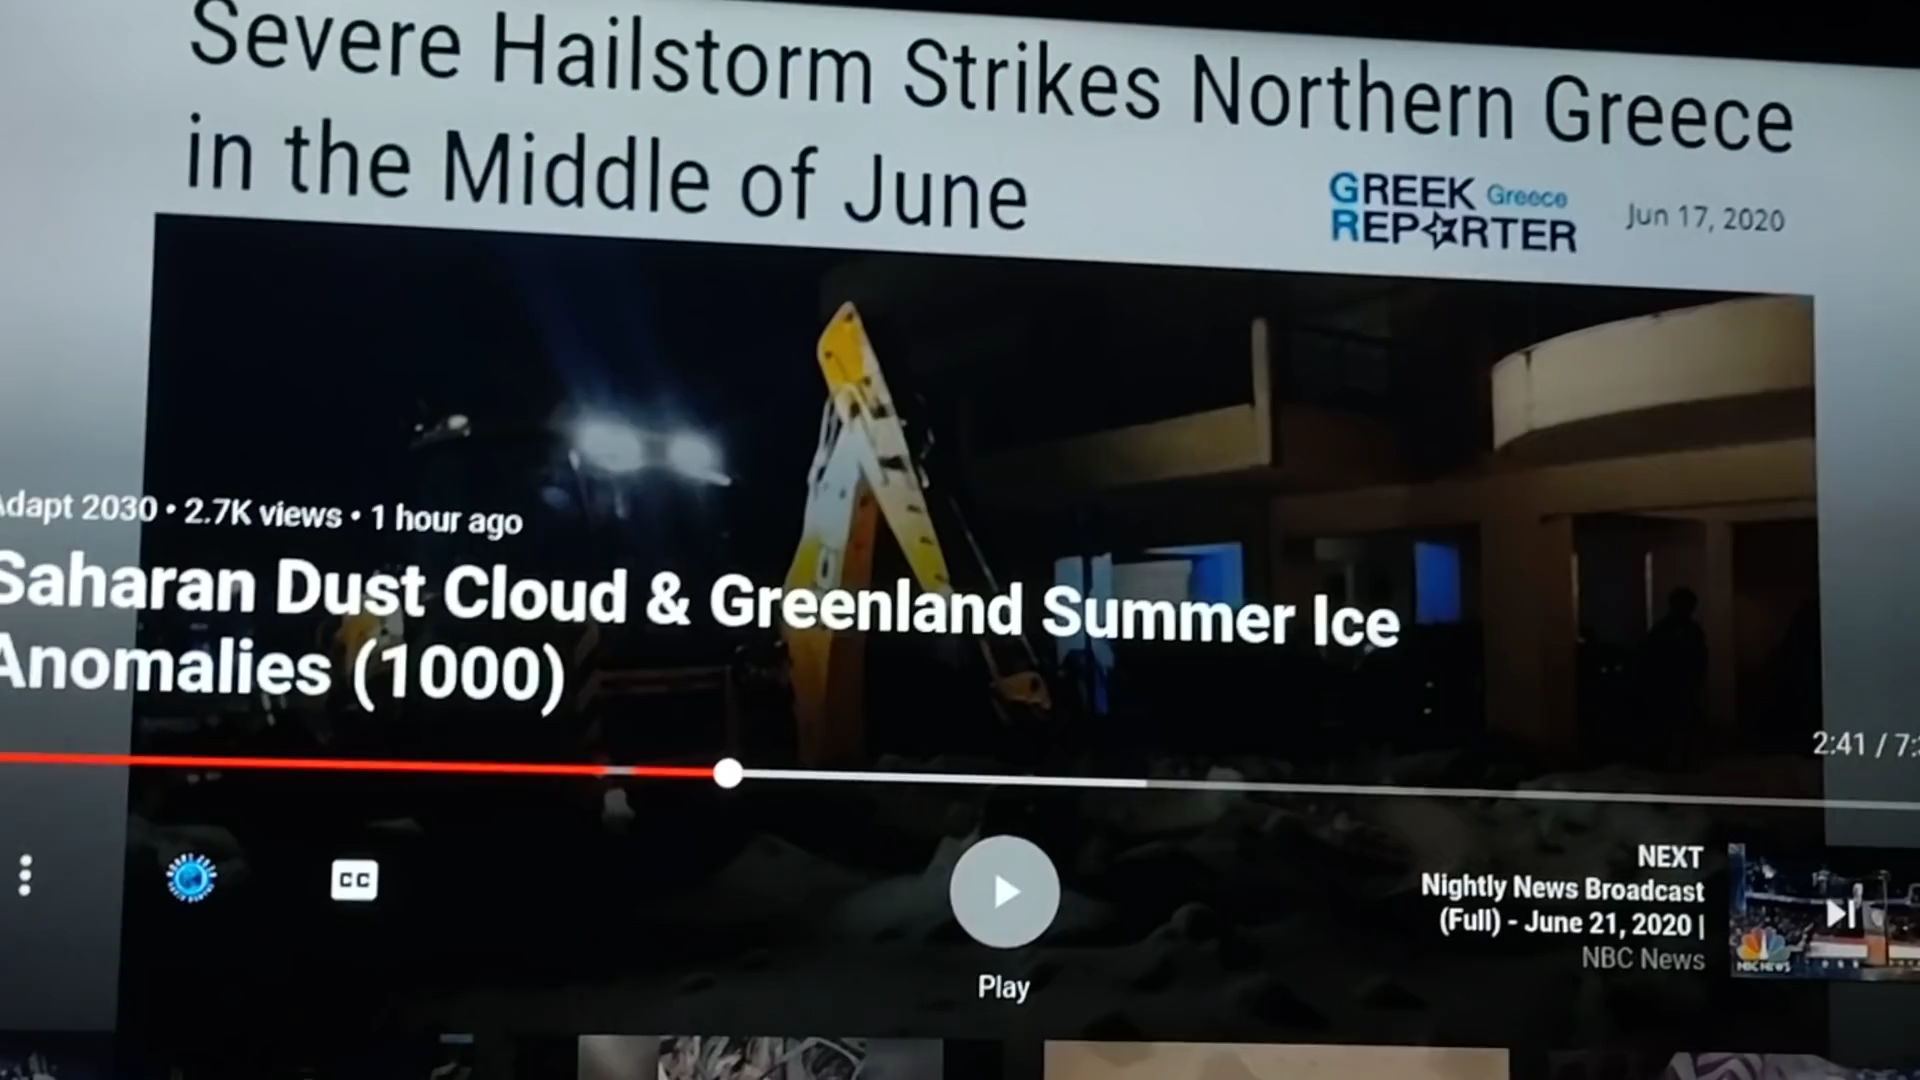 Severe Hailstorm Strikes Northern Greece
in the Middle of June
GREEK Greece
REPORTER
Jun 17, 2020
Adapt 2030 • 2.7K views • 1 hour ago
Saharan Dust Cloud & Greenland Summer Ice
Anomalies (1000)
2:41 / 7:
CC
Play
NEXT
Nightly News Broadcast
(Full) - June 21, 2020 |
NBC News
NBC NEWS